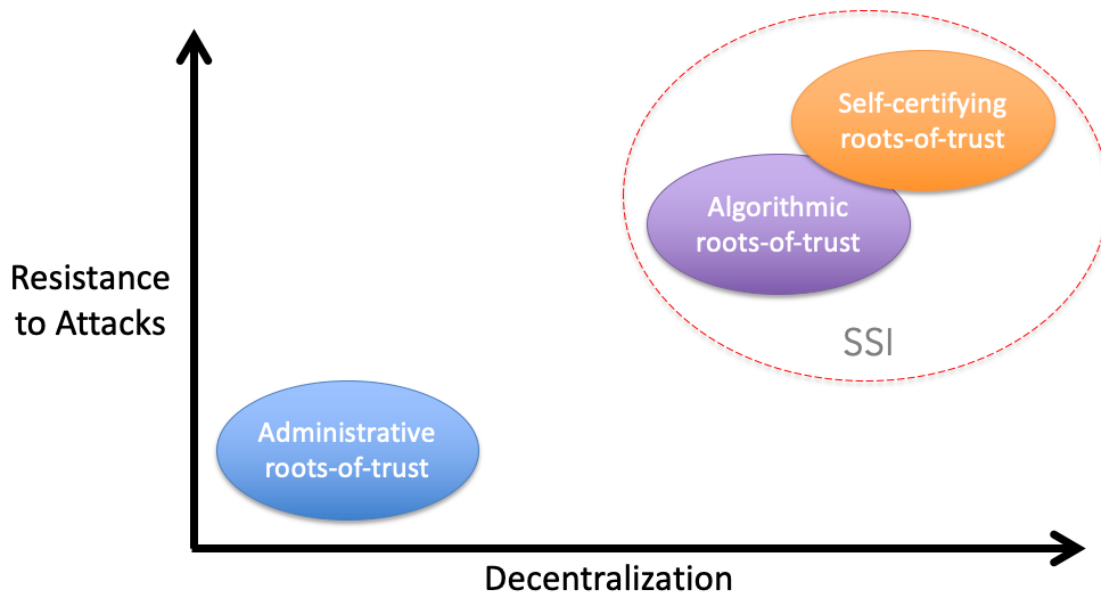 Self-certifying
roots-of-trust
Algorithmic
roots-of-trust
Resistance
to Attacks
SSI
Administrative
roots-of-trust
Decentralization